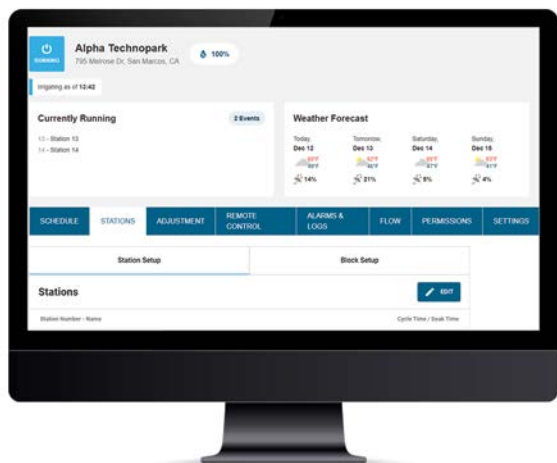 Alpha Technopark
795 Melrose Dr, San Marcos, CA
100%
RUNNING
Irrigating as of 12:42
Currently Running
2 Events
13 - Station 13
14 - Station 14
Weather Forecast
Today, Tomorrow, Saturday, Sunday,
Dec 12 Dec 13 Dec 14 Dec 15
14% 21% 9% 4%
SCHEDULE STATIONS ADJUSTMENT REMOTE CONTROL ALARMS & LOGS FLOW PERMISSIONS SETTINGS
Station Setup Block Setup
Stations
EDIT
Station Number - Name Cycle Time / Soak Time